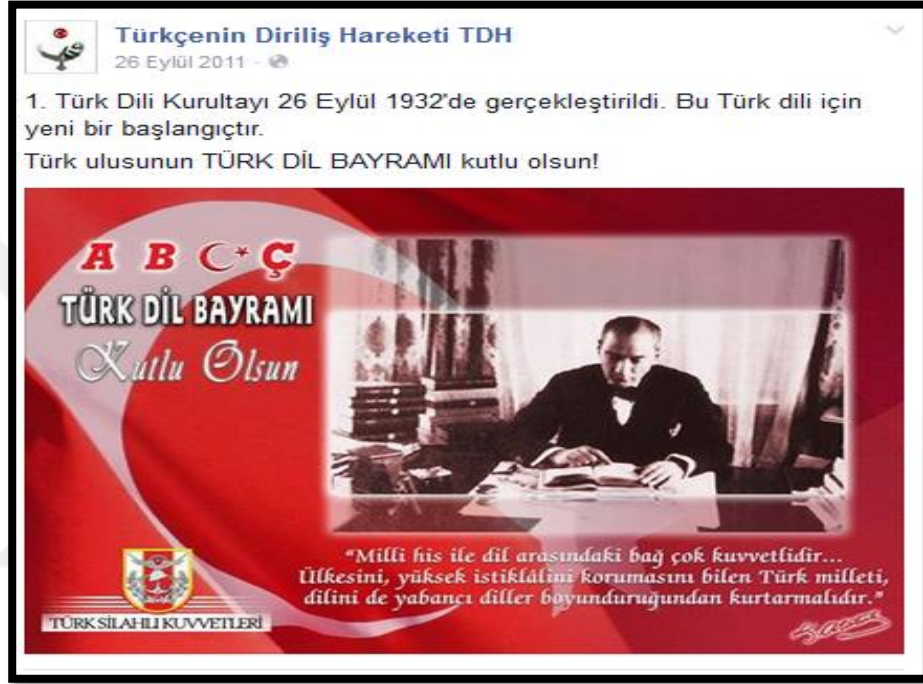 Türkçenin Diriliş Hareketi TDH
26 Eylül 2011 ·
1. Türk Dili Kurultayı 26 Eylül 1932'de gerçekleştirildi. Bu Türk dili için
yeni bir başlangıçtır.
Türk ulusunun TÜRK DİL BAYRAMI kutlu olsun!
A B C Ç
TÜRK DİL BAYRAMI
Kutlu Olsun
"Milli his ile dil arasındaki bağ çok kuvvetlidir...
Ülkesini, yüksek istiklâlini korumasını bilen Türk milleti,
dilini de yabancı diller boyunduruğundan kurtarmalıdır."
TÜRK SİLAHLI KUVVETLERİ